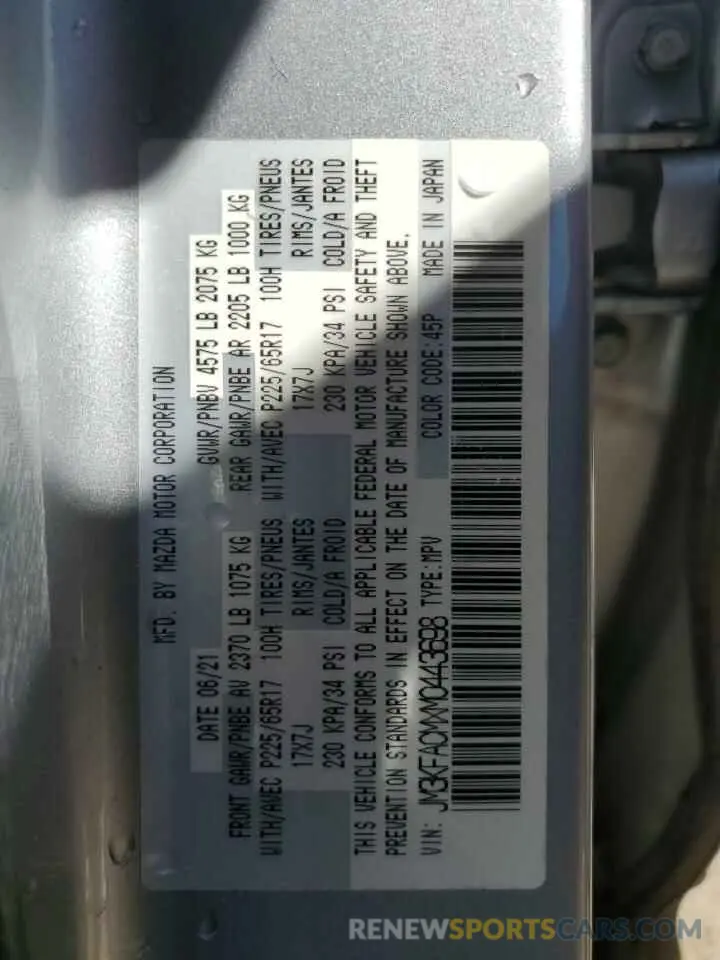 MFD. BY MAZDA MOTOR CORPORATION
DATE 06/21 GVWR/PNBV 4575 LB 2075 KG
FRONT GAWR/PNBE AV 2370 LB 1075 KG REAR GAWR/PNBE AR 2205 LB 1000 KG
WITH/AVEC P225/65R17 100H TIRES/PNEUS WITH/AVEC P225/65R17 100H TIRES/PNEUS
17X7J RIMS/JANTES 17X7J RIMS/JANTES
230 KPA/34 PSI COLD/A FROID 230 KPA/34 PSI COLD/A FROID
THIS VEHICLE CONFORMS TO ALL APPLICABLE FEDERAL MOTOR VEHICLE SAFETY AND THEFT
PREVENTION STANDARDS IN EFFECT ON THE DATE OF MANUFACTURE SHOWN ABOVE.
VIN: JM3KFACMXM0443698 TYPE:MPV COLOR CODE:45P MADE IN JAPAN
RENEWSPORTSCARS.COM